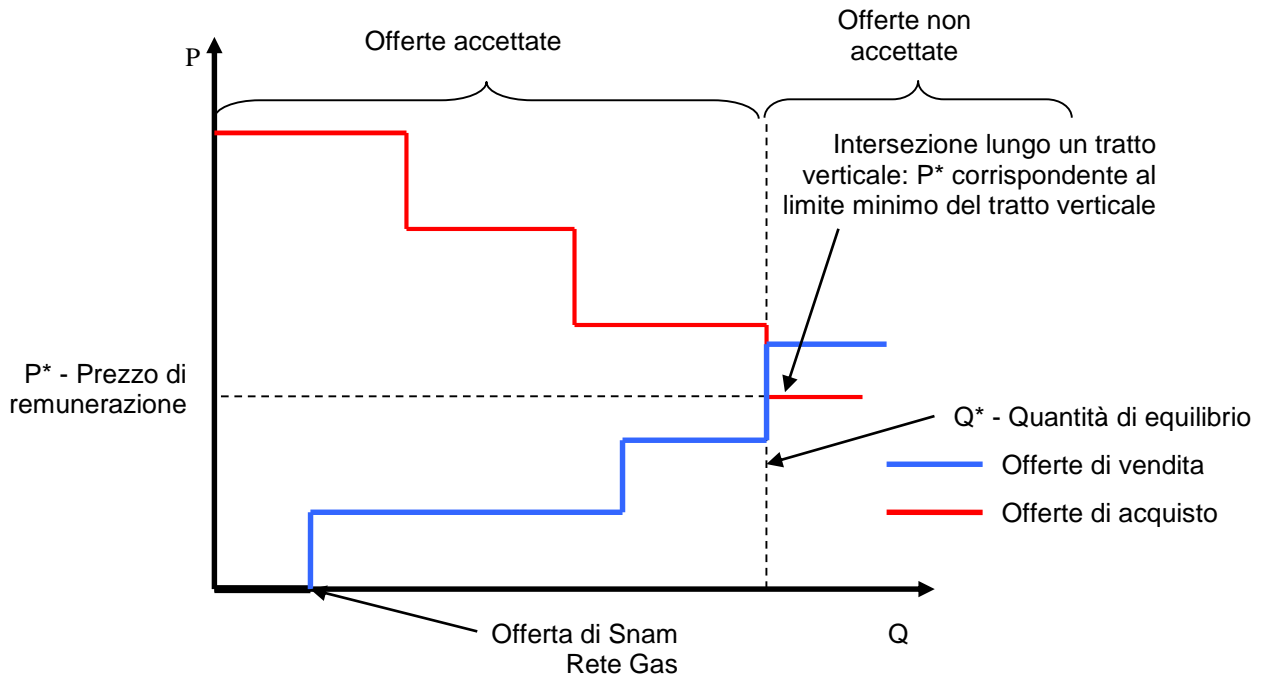 Offerte accettate
Offerte non
accettate
P
Intersezione lungo un tratto
verticale: P* corrispondente al
limite minimo del tratto verticale
P* - Prezzo di
remunerazione
Q* - Quantità di equilibrio
Offerte di vendita
Offerte di acquisto
Offerta di Snam
Rete Gas
Q